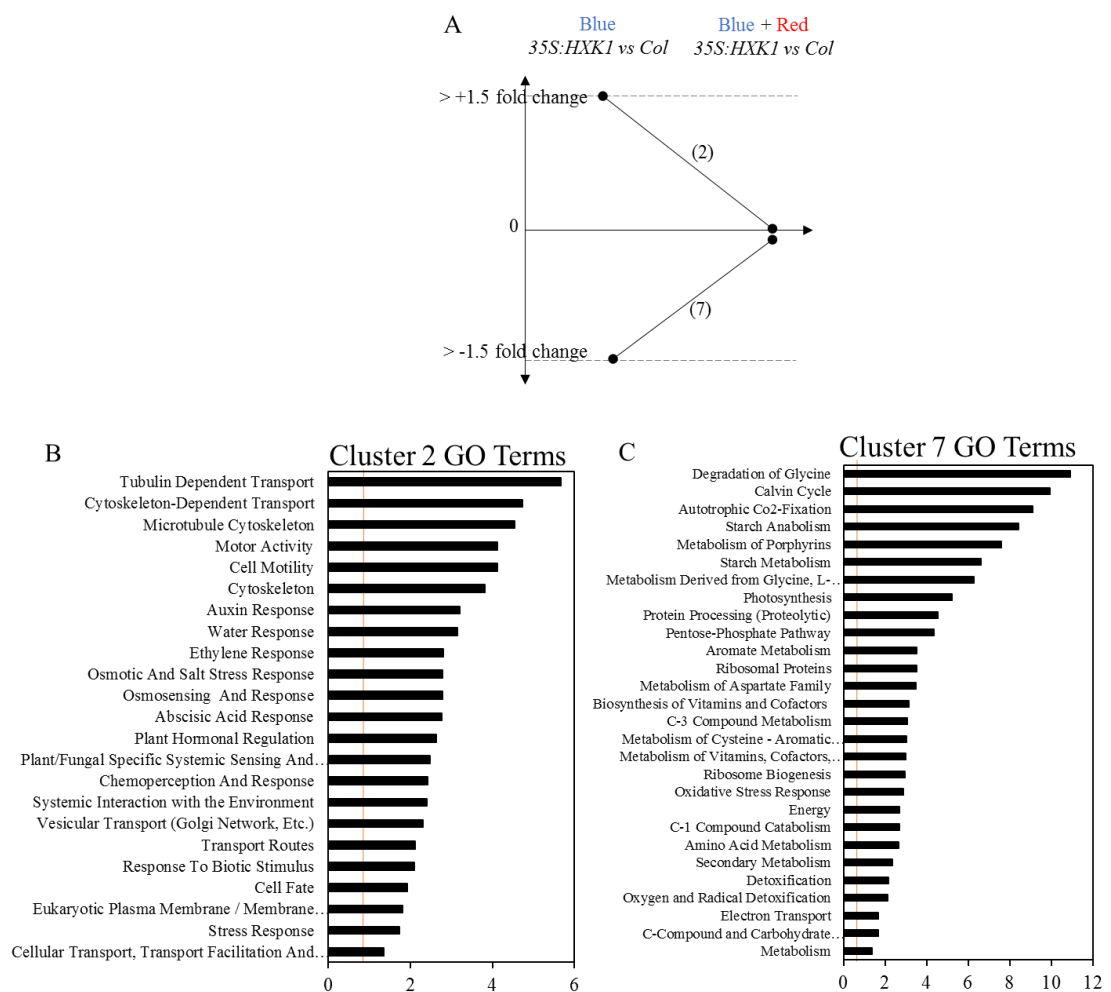 A
Blue
Blue + Red
35S:HXK1 vs Col
35S:HXK1 vs Col
> +1.5 fold change
(2)
0
(7)
> -1.5 fold change
B
Cluster 2 GO Terms
Tubulin Dependent Transport
Cytoskeleton-Dependent Transport
Microtubule Cytoskeleton
Motor Activity
Cell Motility
Cytoskeleton
Auxin Response
Water Response
Ethylene Response
Osmotic And Salt Stress Response
Osmosensing And Response
Abscisic Acid Response
Plant Hormonal Regulation
Plant/Fungal Specific Systemic Sensing And…
Chemoperception And Response
Systemic Interaction with the Environment
Vesicular Transport (Golgi Network, Etc.)
Transport Routes
Response To Biotic Stimulus
Cell Fate
Eukaryotic Plasma Membrane / Membrane…
Stress Response
Cellular Transport, Transport Facilitation And…
0 2 4 6
C
Cluster 7 GO Terms
Degradation of Glycine
Calvin Cycle
Autotrophic Co2-Fixation
Starch Anabolism
Metabolism of Porphyrins
Starch Metabolism
Metabolism Derived from Glycine, L-…
Photosynthesis
Protein Processing (Proteolytic)
Pentose-Phosphate Pathway
Aromate Metabolism
Ribosomal Proteins
Metabolism of Aspartate Family
Biosynthesis of Vitamins and Cofactors
C-3 Compound Metabolism
Metabolism of Cysteine - Aromatic…
Metabolism of Vitamins, Cofactors,…
Ribosome Biogenesis
Oxidative Stress Response
Energy
C-1 Compound Catabolism
Amino Acid Metabolism
Secondary Metabolism
Detoxification
Oxygen and Radical Detoxification
Electron Transport
C-Compound and Carbohydrate…
Metabolism
0 2 4 6 8 10 12